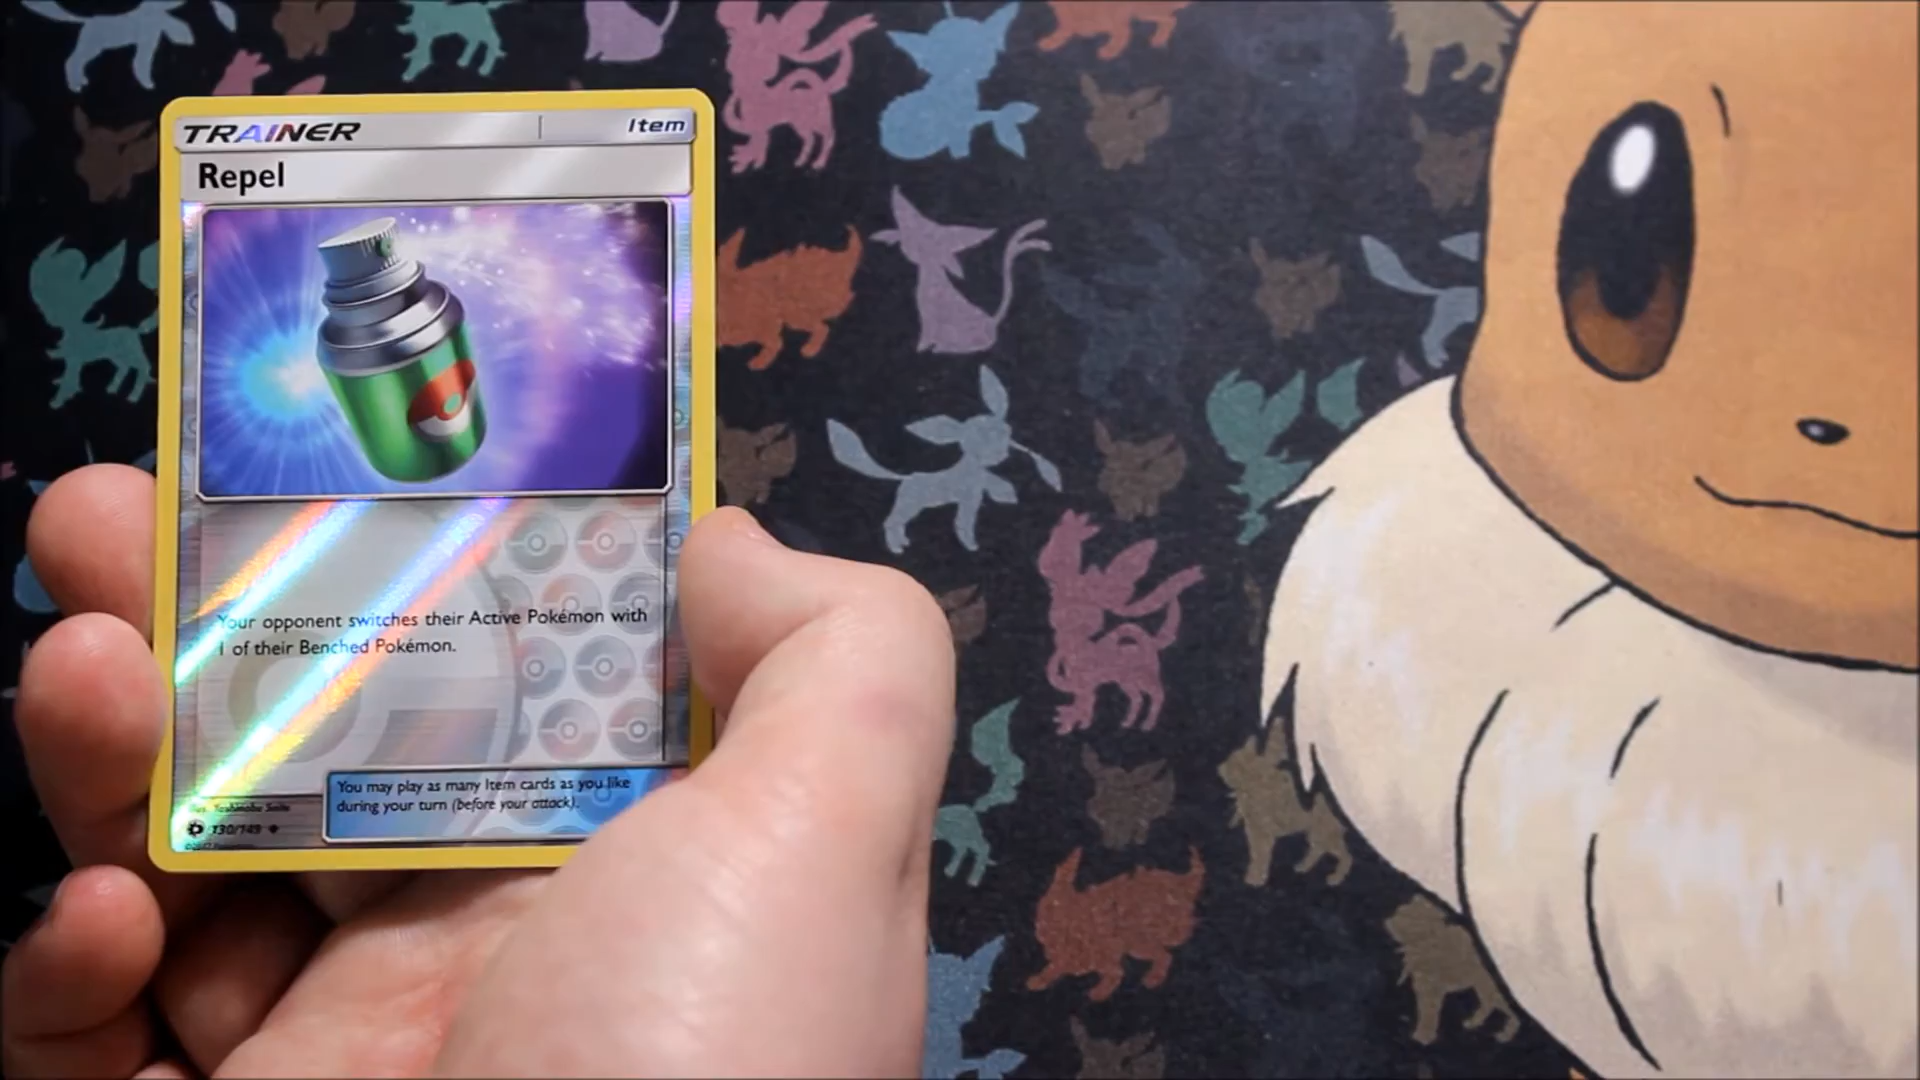 TRAINER Item
Repel
Your opponent switches their Active Pokémon with
1 of their Benched Pokémon.
You may play as many Item cards as you like
during your turn (before your attack).
130/149